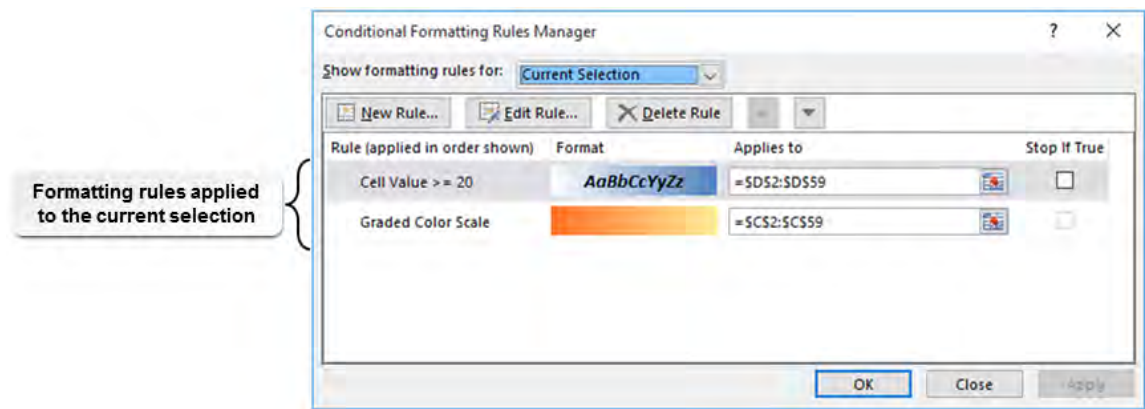 Conditional Formatting Rules Manager ? ×
Show formatting rules for: Current Selection
New Rule... Edit Rule... Delete Rule
Rule (applied in order shown) Format Applies to Stop If True
Cell Value >= 20 AaBbCcYyZz =$D$2:$D$59
Graded Color Scale =$C$2:$C$59
Formatting rules applied
to the current selection
OK Close Apply